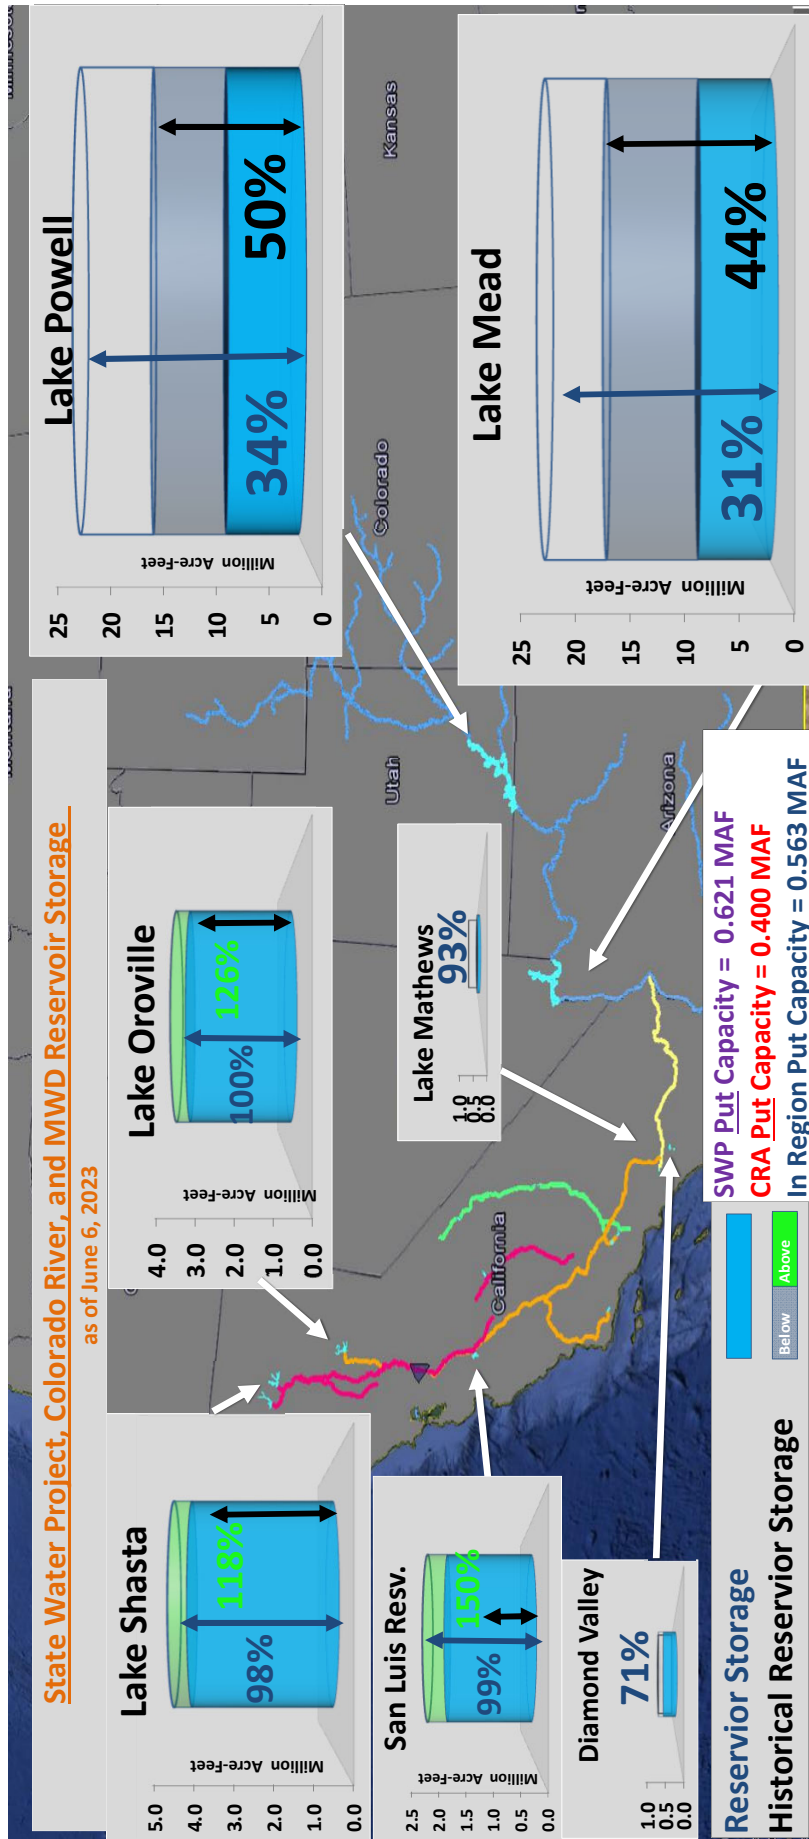 State Water Project, Colorado River, and MWD Reservoir Storage
as of June 6, 2023
Lake Shasta
Million Acre-Feet
5.0
4.0
3.0
2.0
1.0
0.0
98%
118%
Lake Oroville
Million Acre-Feet
4.0
3.0
2.0
1.0
0.0
100%
126%
Lake Powell
Million Acre-Feet
25
20
15
10
5
0
34%
50%
San Luis Resv.
Million Acre-Feet
2.5
2.0
1.5
1.0
0.5
0.0
99%
150%
Lake Mathews
1.0
0.5
0.0
93%
Lake Mead
Million Acre-Feet
25
20
15
10
5
0
31%
44%
Diamond Valley
1.0
0.5
0.0
71%
California
Utah
Colorado
Arizona
Kansas
Reservior Storage
Historical Reservior Storage
Below
Above
SWP Put Capacity = 0.621 MAF
CRA Put Capacity = 0.400 MAF
In Region Put Capacity = 0.563 MAF